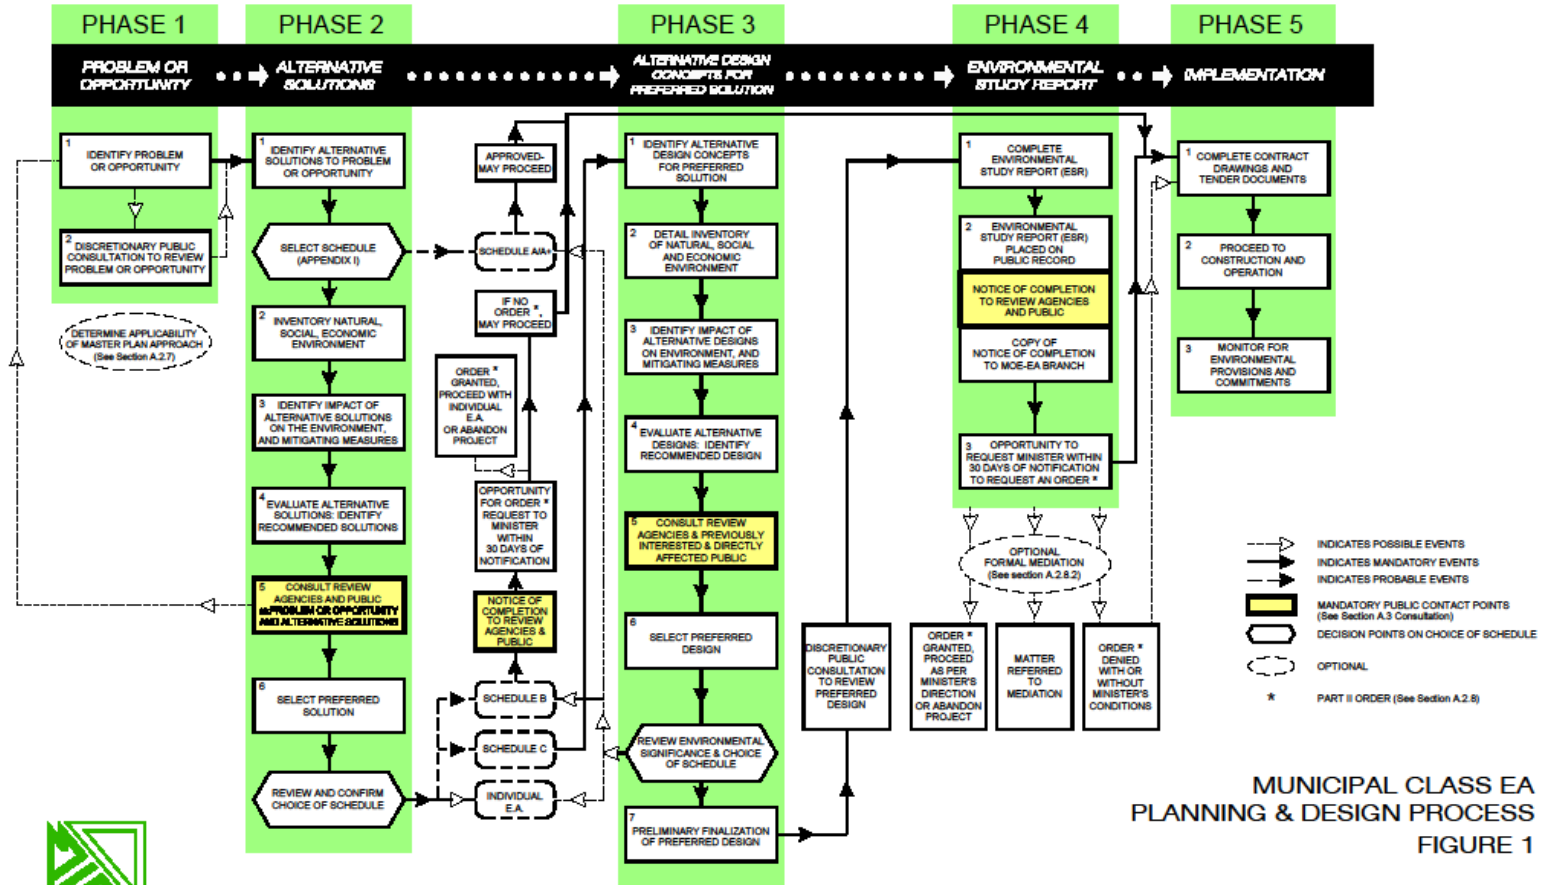 PHASE 1
PHASE 2
PHASE 3
PHASE 4
PHASE 5
PROBLEM OR
OPPORTUNITY
ALTERNATIVE
SOLUTIONS
ALTERNATIVE DESIGN
CONCEPTS FOR
PREFERRED SOLUTION
ENVIRONMENTAL
STUDY REPORT
IMPLEMENTATION
1
IDENTIFY PROBLEM
OR OPPORTUNITY
2
DISCRETIONARY PUBLIC
CONSULTATION TO REVIEW
PROBLEM OR OPPORTUNITY
DETERMINE APPLICABILITY
OF MASTER PLAN APPROACH
(See Section A.2.7)
1
IDENTIFY ALTERNATIVE
SOLUTIONS TO PROBLEM
OR OPPORTUNITY
SELECT SCHEDULE
(APPENDIX I)
2
INVENTORY NATURAL,
SOCIAL, ECONOMIC
ENVIRONMENT
3
IDENTIFY IMPACT OF
ALTERNATIVE SOLUTIONS
ON THE ENVIRONMENT,
AND MITIGATING MEASURES
4
EVALUATE ALTERNATIVE
SOLUTIONS: IDENTIFY
RECOMMENDED SOLUTIONS
5
CONSULT REVIEW
AGENCIES AND PUBLIC
re:PROBLEM OR OPPORTUNITY
AND ALTERNATIVE SOLUTIONS
6
SELECT PREFERRED
SOLUTION
REVIEW AND CONFIRM
CHOICE OF SCHEDULE
APPROVED-
MAY PROCEED
SCHEDULE A/A+
IF NO
ORDER *,
MAY PROCEED
ORDER *
GRANTED,
PROCEED WITH
INDIVIDUAL
E.A.
OR ABANDON
PROJECT
OPPORTUNITY
FOR ORDER *
REQUEST TO
MINISTER
WITHIN
30 DAYS OF
NOTIFICATION
NOTICE OF
COMPLETION
TO REVIEW
AGENCIES &
PUBLIC
SCHEDULE B
SCHEDULE C
INDIVIDUAL
E.A.
1
IDENTIFY ALTERNATIVE
DESIGN CONCEPTS
FOR PREFERRED
SOLUTION
2
DETAIL INVENTORY
OF NATURAL, SOCIAL
AND ECONOMIC
ENVIRONMENT
3
IDENTIFY IMPACT OF
ALTERNATIVE DESIGNS
ON ENVIRONMENT, AND
MITIGATING MEASURES
4
EVALUATE ALTERNATIVE
DESIGNS: IDENTIFY
RECOMMENDED DESIGN
5
CONSULT REVIEW
AGENCIES & PREVIOUSLY
INTERESTED & DIRECTLY
AFFECTED PUBLIC
6
SELECT PREFERRED
DESIGN
REVIEW ENVIRONMENTAL
SIGNIFICANCE & CHOICE
OF SCHEDULE
7
PRELIMINARY FINALIZATION
OF PREFERRED DESIGN
DISCRETIONARY
PUBLIC
CONSULTATION
TO REVIEW
PREFERRED
DESIGN
1
COMPLETE
ENVIRONMENTAL
STUDY REPORT (ESR)
2
ENVIRONMENTAL
STUDY REPORT (ESR)
PLACED ON
PUBLIC RECORD
NOTICE OF COMPLETION
TO REVIEW AGENCIES
AND PUBLIC
COPY OF
NOTICE OF COMPLETION
TO MOE-EA BRANCH
3
OPPORTUNITY TO
REQUEST MINISTER WITHIN
30 DAYS OF NOTIFICATION
TO REQUEST AN ORDER *
OPTIONAL
FORMAL MEDIATION
(See section A.2.8.2)
ORDER *
GRANTED,
PROCEED
AS PER
MINISTER'S
DIRECTION
OR ABANDON
PROJECT
MATTER
REFERRED
TO
MEDIATION
ORDER *
DENIED
WITH OR
WITHOUT
MINISTER'S
CONDITIONS
1
COMPLETE CONTRACT
DRAWINGS AND
TENDER DOCUMENTS
2
PROCEED TO
CONSTRUCTION AND
OPERATION
3
MONITOR FOR
ENVIRONMENTAL
PROVISIONS AND
COMMITMENTS
INDICATES POSSIBLE EVENTS
INDICATES MANDATORY EVENTS
INDICATES PROBABLE EVENTS
MANDATORY PUBLIC CONTACT POINTS
(See Section A.3 Consultation)
DECISION POINTS ON CHOICE OF SCHEDULE
OPTIONAL
* PART II ORDER (See Section A.2.8)
MUNICIPAL CLASS EA
PLANNING & DESIGN PROCESS
FIGURE 1